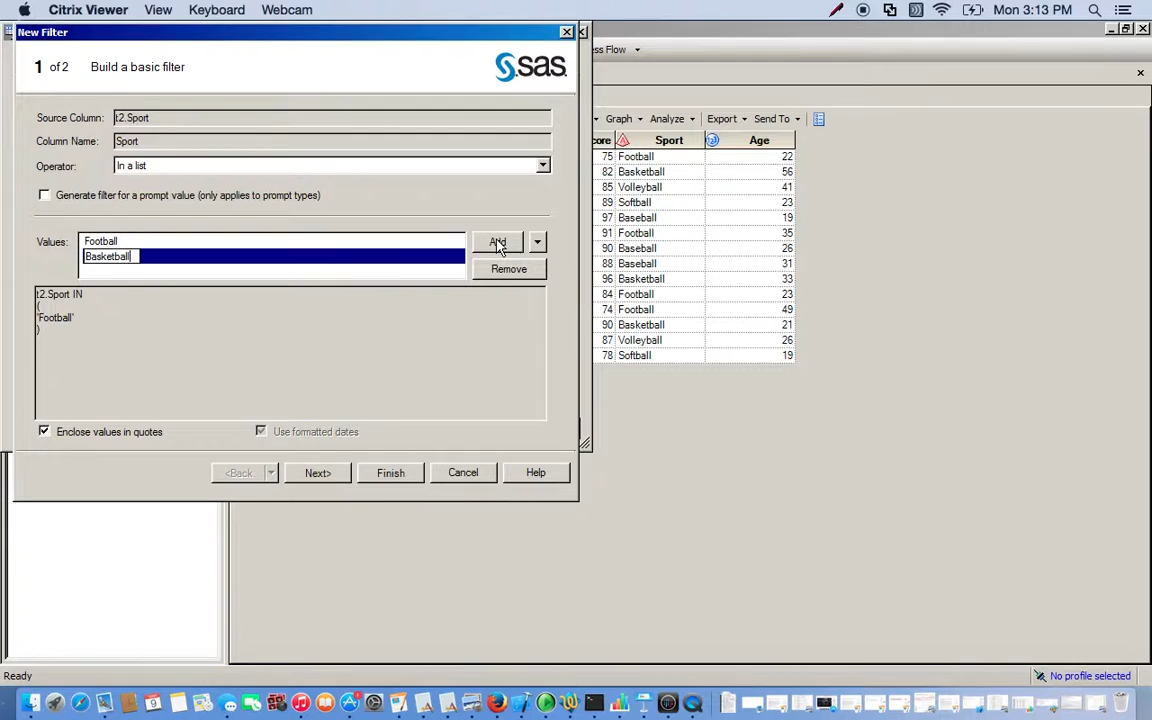 Citrix Viewer View Keyboard Webcam Mon 3:13 PM
New Filter
1 of 2 Build a basic filter
sas
Source Column: t2.Sport
Column Name: Sport
Operator: In a list
Generate filter for a prompt value (only applies to prompt types)
Values: Football
Basketball
Add
Remove
t2.Sport IN
(
'Football'
)
Enclose values in quotes Use formatted dates
<Back Next> Finish Cancel Help
ess Flow
Graph Analyze Export Send To
core Sport Age
75 Football 22
82 Basketball 56
85 Volleyball 41
89 Softball 23
97 Baseball 19
91 Football 35
90 Baseball 26
88 Baseball 31
96 Basketball 33
84 Football 23
74 Football 49
90 Basketball 21
87 Volleyball 26
78 Softball 19
Ready No profile selected